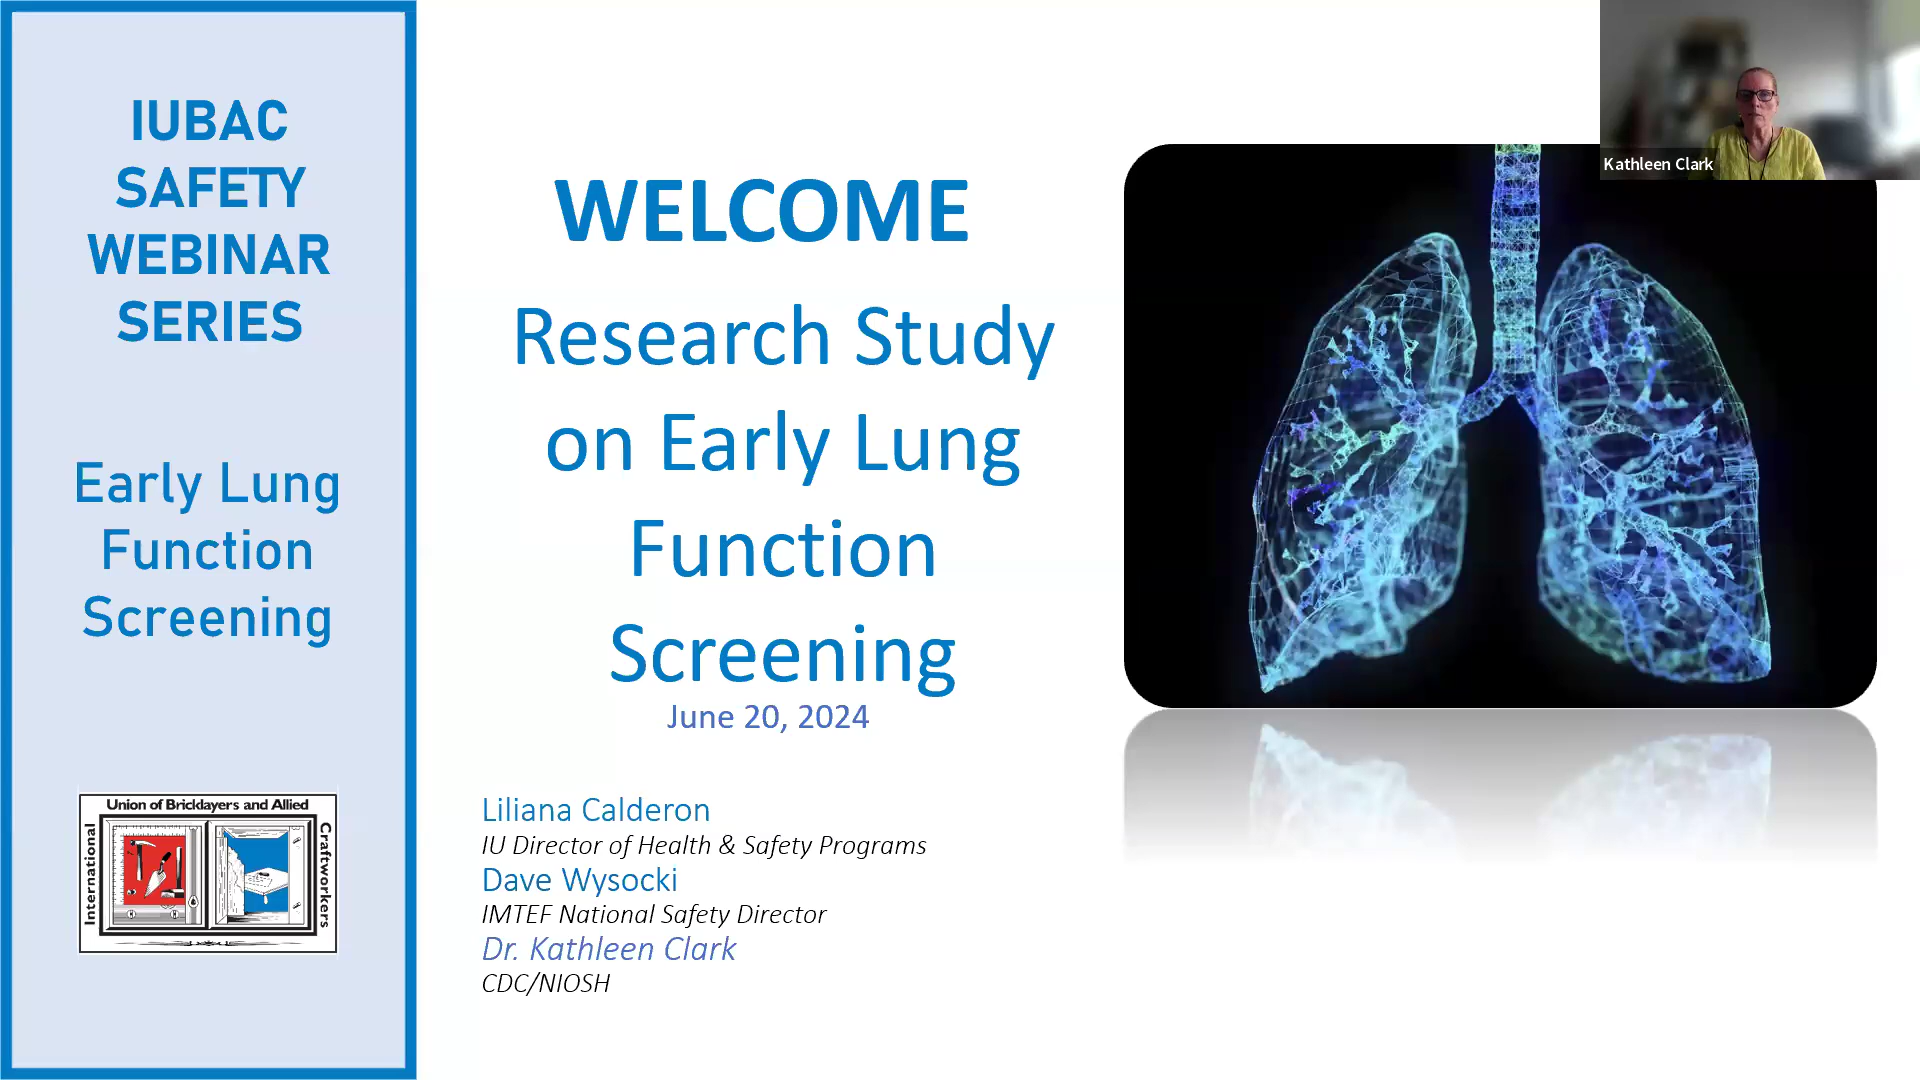 IUBAC
SAFETY
WEBINAR
SERIES
Early Lung
Function
Screening
Union of Bricklayers and Allied
International
Craftworkers
WELCOME
Research Study
on Early Lung
Function
Screening
June 20, 2024
Liliana Calderon
IU Director of Health & Safety Programs
Dave Wysocki
IMTEF National Safety Director
Dr. Kathleen Clark
CDC/NIOSH
Kathleen Clark